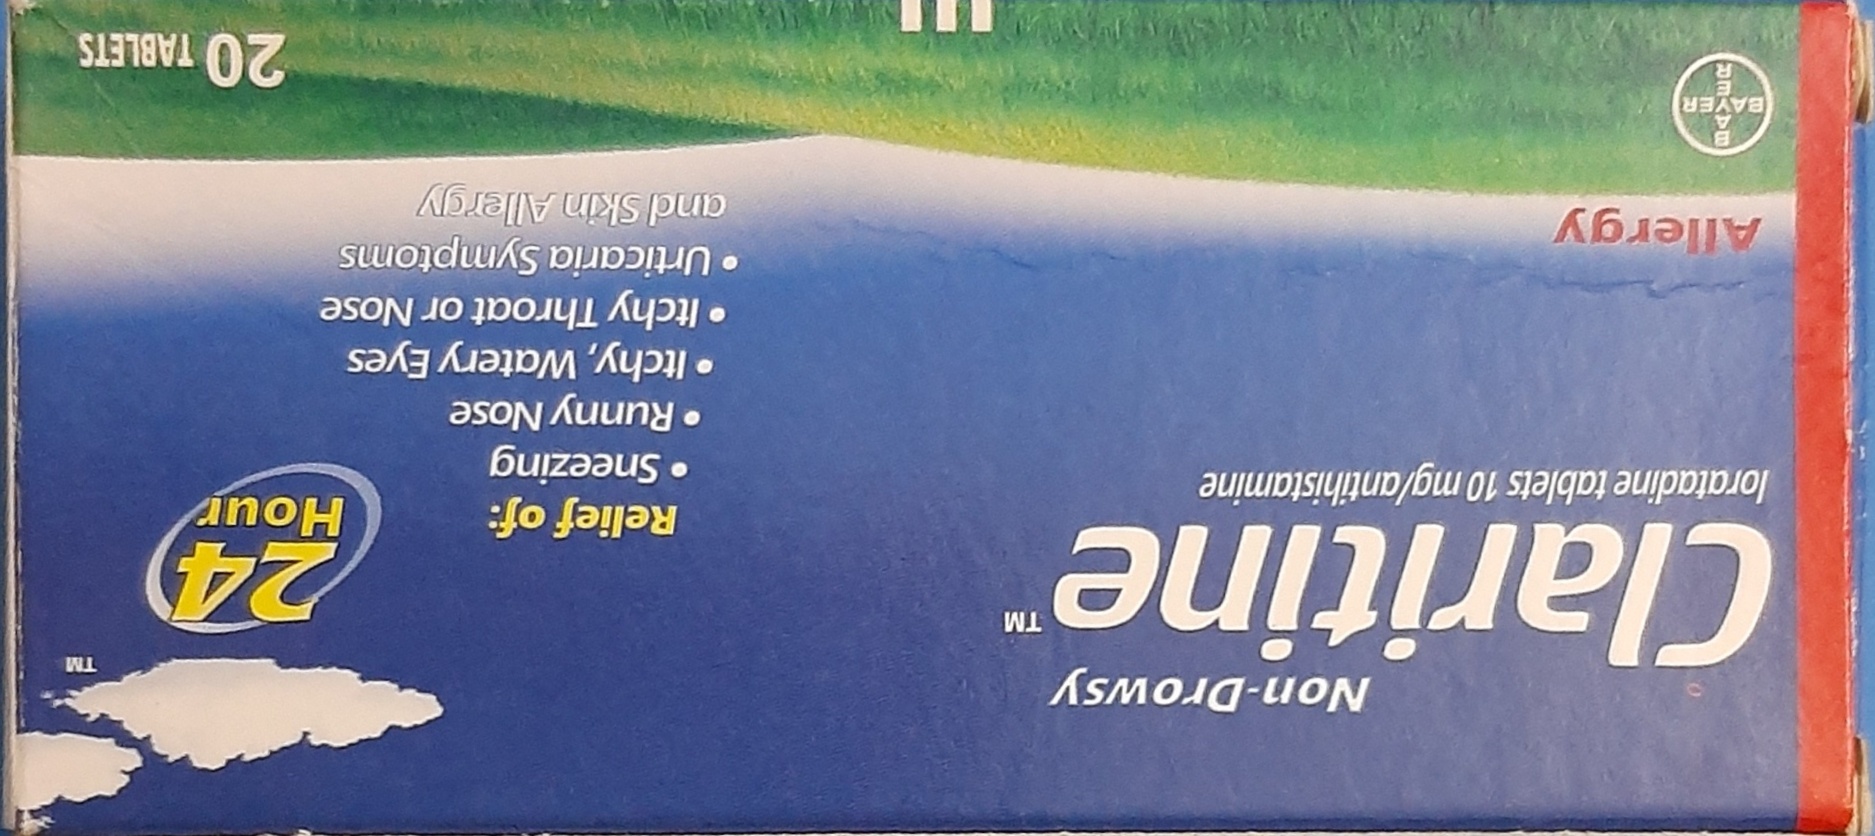 Non-Drowsy
Claritine™
loratadine tablets 10 mg/antihistamine
Allergy
BAYER
BAYER
™
24
Hour
Relief of:
• Sneezing
• Runny Nose
• Itchy, Watery Eyes
• Itchy Throat or Nose
• Urticaria Symptoms
and Skin Allergy
20 TABLETS